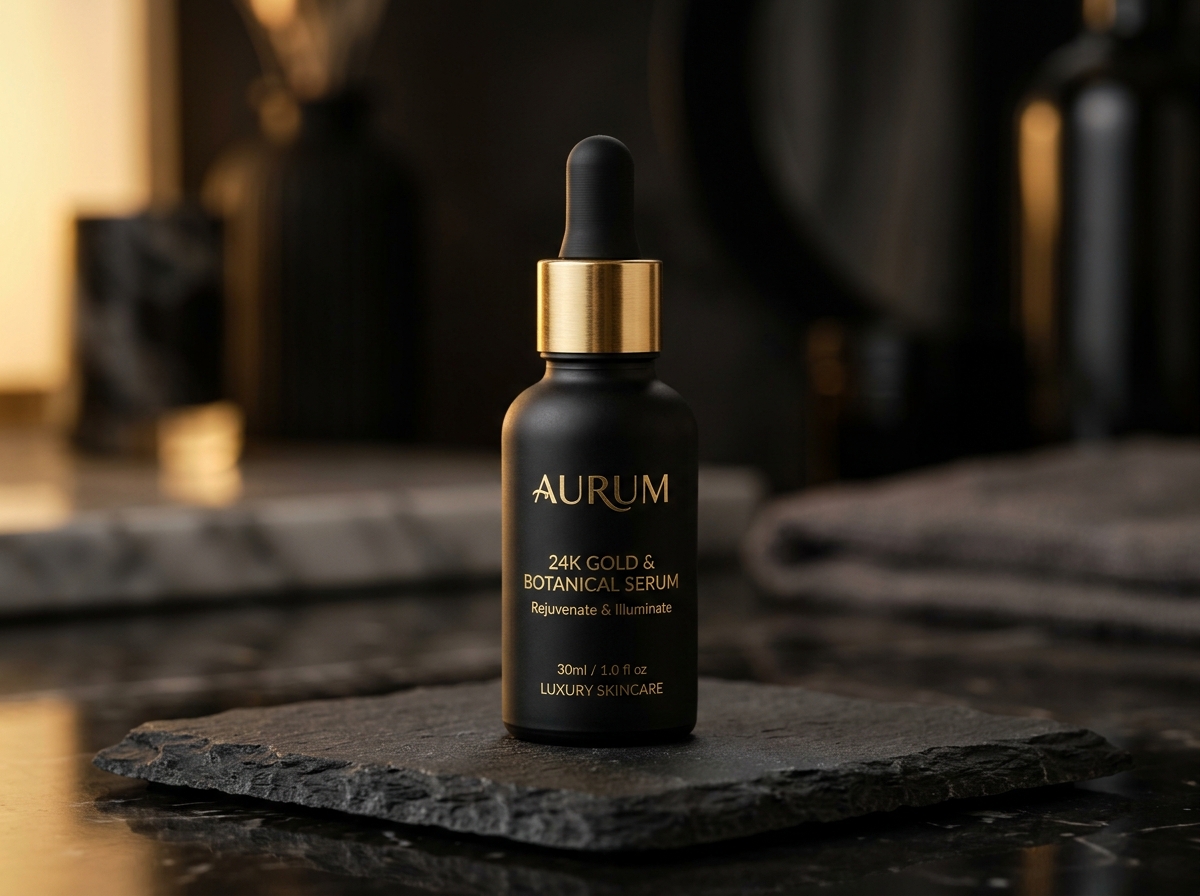 AURUM
24K GOLD &
BOTANICAL SERUM
Rejuvenate & Illuminate
30ml / 1.0 fl oz
LUXURY SKINCARE